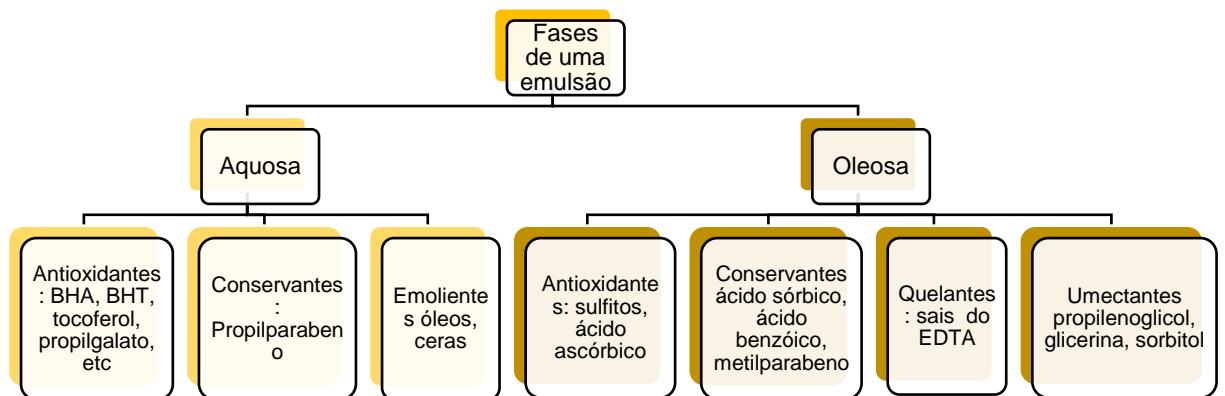 Fases
de uma
emulsão
Aquosa
Oleosa
Antioxidantes
: BHA, BHT,
tocoferol,
propilgalato,
etc
Conservantes
:
Propilparaben
o
Emoliente
s óleos,
ceras
Antioxidante
s: sulfitos,
ácido
ascórbico
Conservantes
ácido sórbico,
ácido
benzóico,
metilparabeno
Quelantes
: sais do
EDTA
Umectantes
propilenoglicol,
glicerina, sorbitol